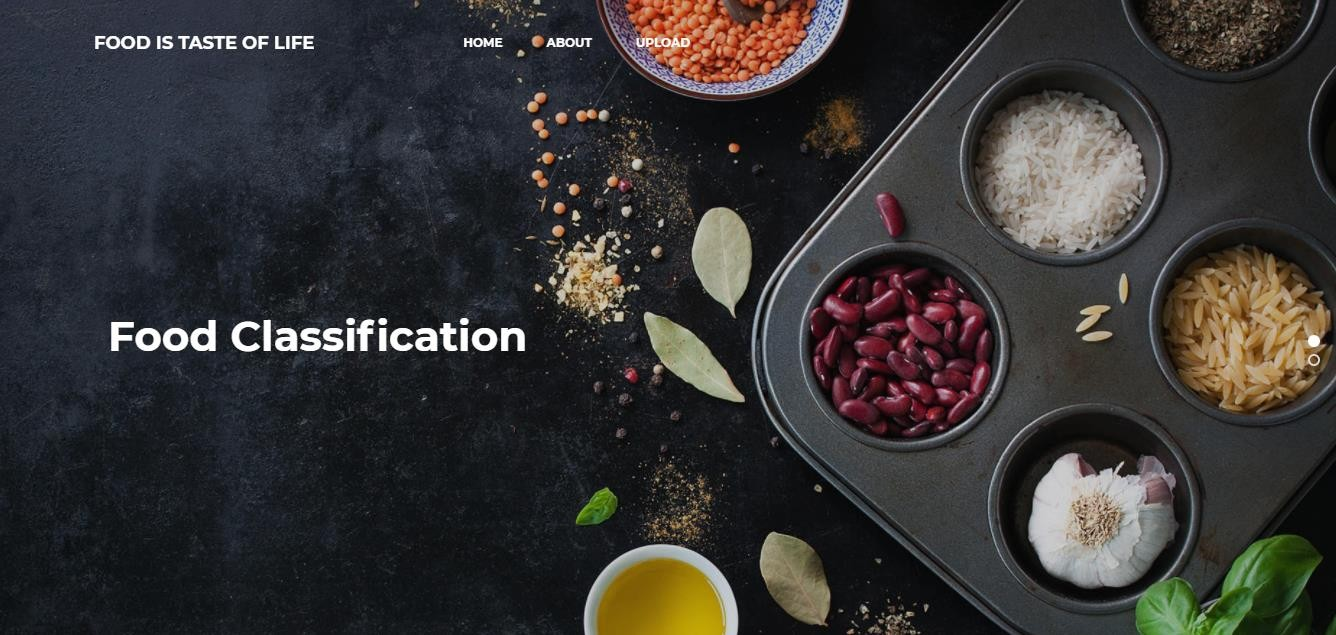 FOOD IS TASTE OF LIFE
HOME ABOUT UPLOAD
Food Classification